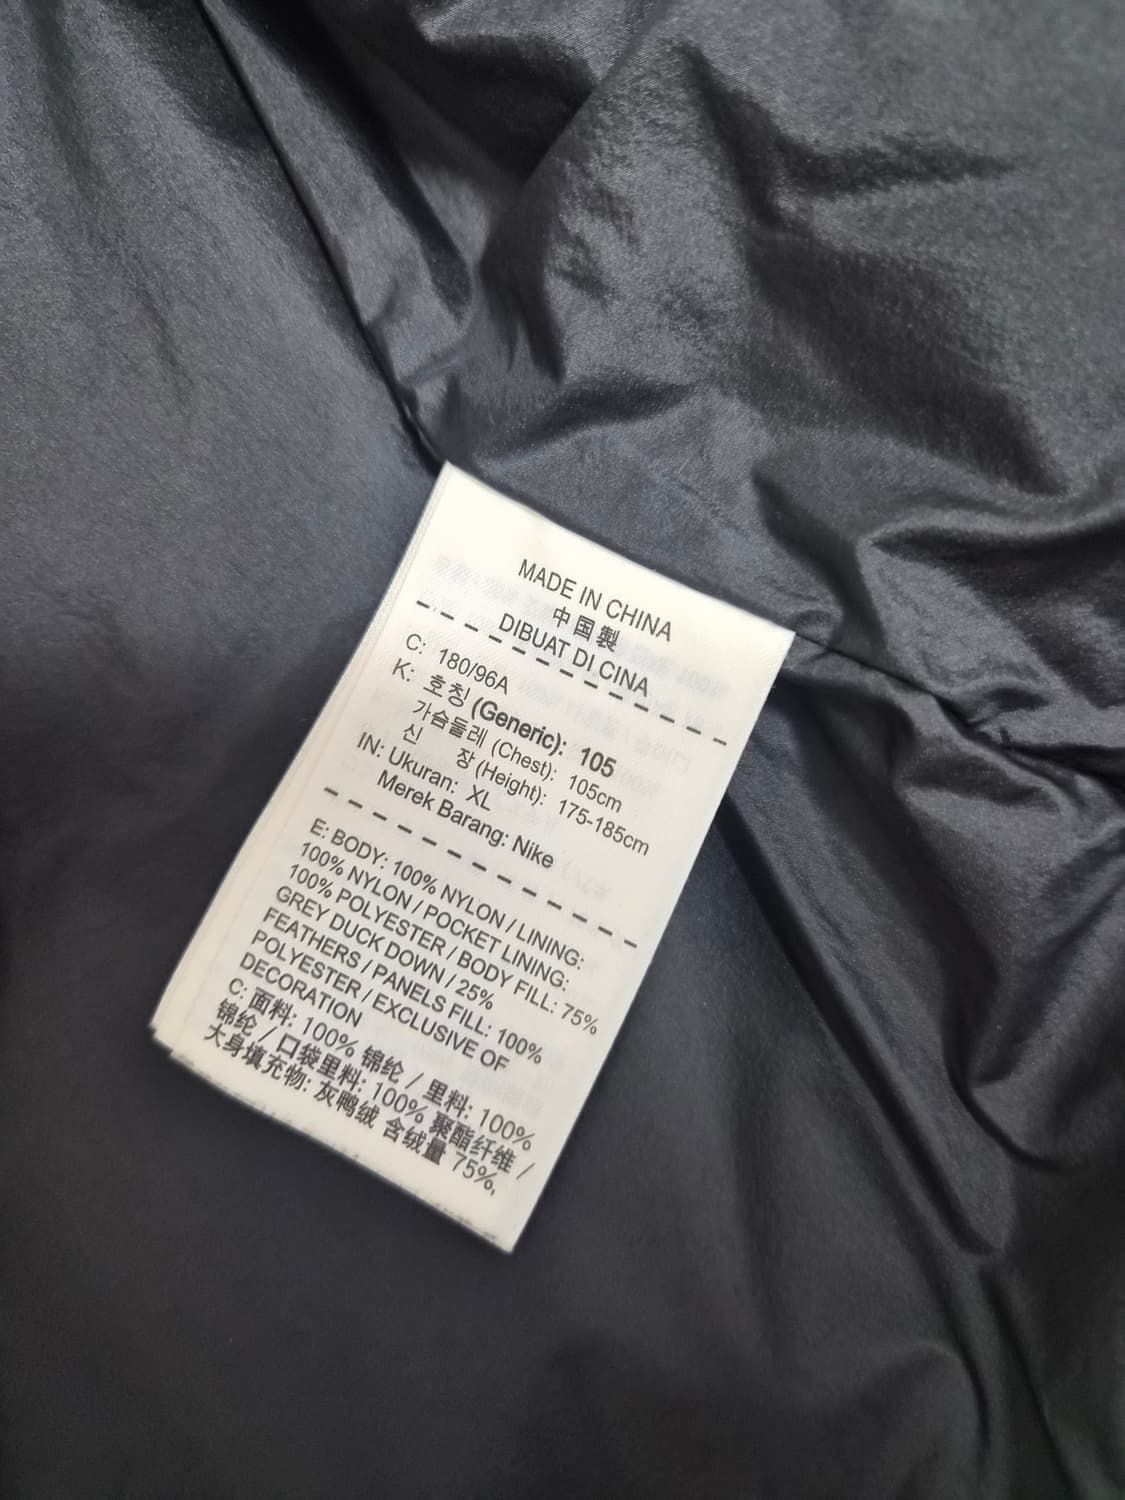 MADE IN CHINA
中国製
DIBUAT DI CINA
C: 180/96A
K: 호칭 (Generic): 105
가슴둘레 (Chest): 105cm
신 장 (Height): 175-185cm
IN: Ukuran: XL
Merek Barang: Nike
E: BODY: 100% NYLON / LINING:
100% NYLON / POCKET LINING:
100% POLYESTER / BODY FILL: 75%
GREY DUCK DOWN / 25%
FEATHERS / PANELS FILL: 100%
POLYESTER / EXCLUSIVE OF
DECORATION
C: 面料: 100% 锦纶 / 里料: 100%
锦纶 / 口袋里料: 100% 聚酯纤维 /
大身填充物: 灰鸭绒 含绒量 75%,